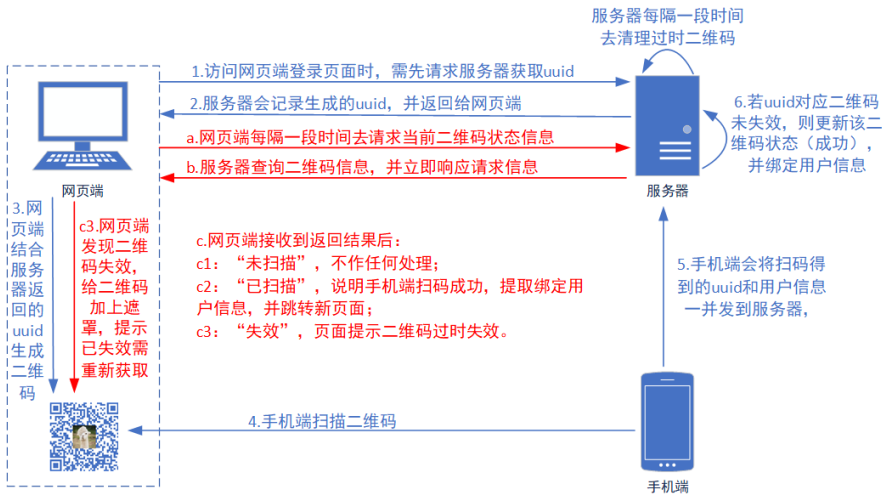 服务器每隔一段时间
去清理过时二维码
1.访问网页端登录页面时，需先请求服务器获取uuid
2.服务器会记录生成的uuid，并返回给网页端
a.网页端每隔一段时间去请求当前二维码状态信息
b.服务器查询二维码信息，并立即响应请求信息
6.若uuid对应二维码
未失效，则更新该二
维码状态（成功），
并绑定用户信息
网页端
服务器
3.网
页端
结合
服务
器返
回的
uuid
生成
二维
码
c3.网页端
发现二维
码失效，
给二维码
加上遮
罩，提示
已失效需
重新获取
c.网页端接收到返回结果后：
c1：“未扫描”，不作任何处理；
c2：“已扫描”，说明手机端扫码成功，提取绑定用
户信息，并跳转新页面；
c3：“失效”，页面提示二维码过时失效。
5.手机端会将扫码得
到的uuid和用户信息
一并发到服务器，
4.手机端扫描二维码
手机端